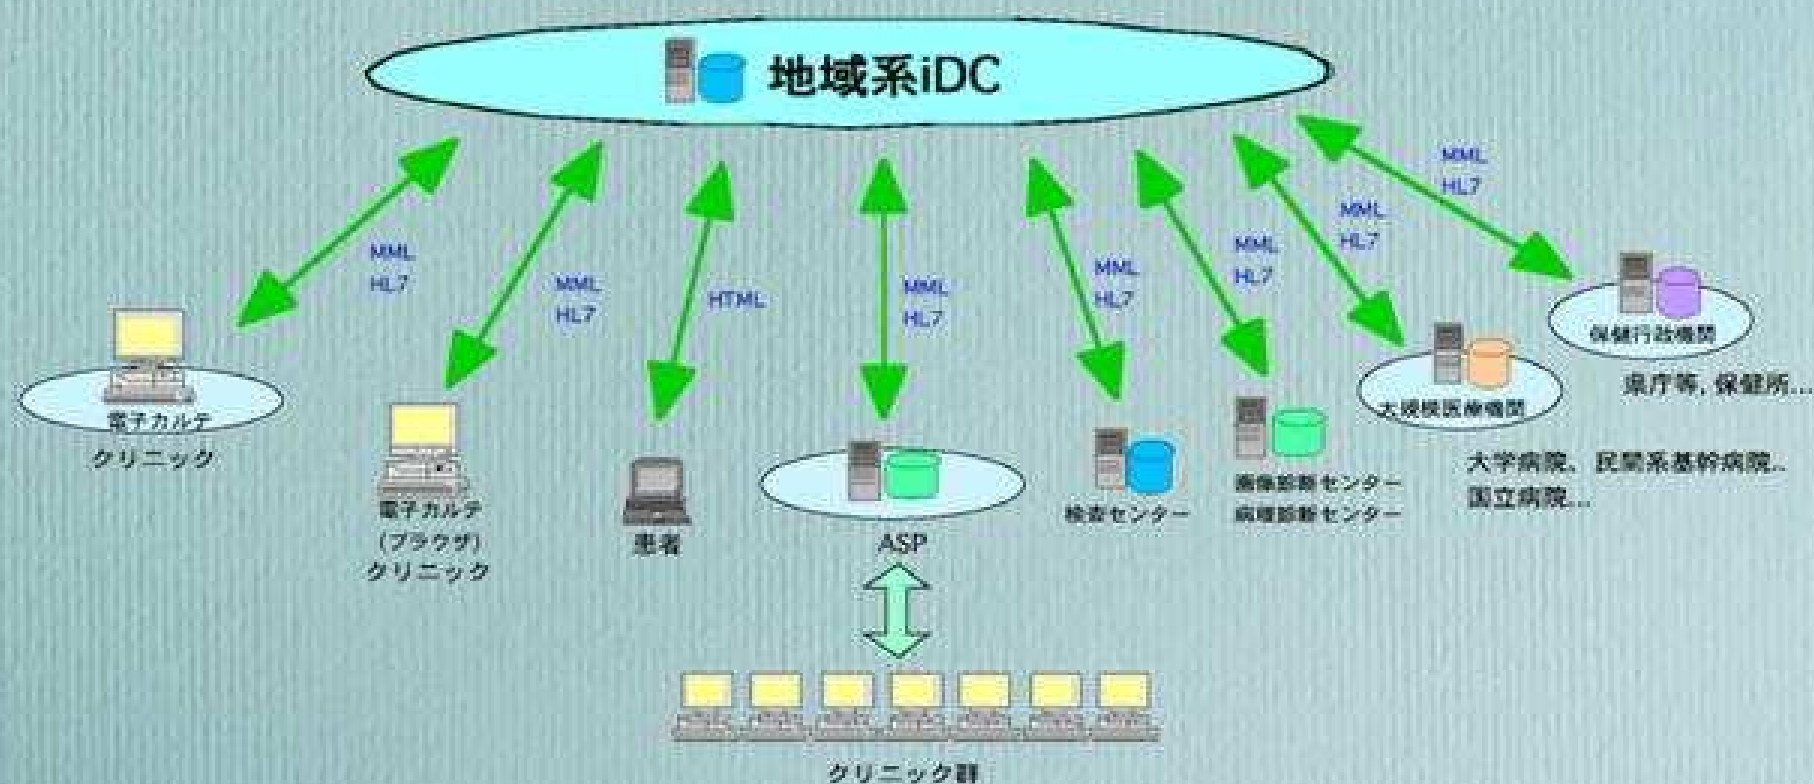 地域系iDC
MML
HL7
MML
HL7
HTML
MML
HL7
MML
HL7
MML
HL7
MML
HL7
MML
HL7
電子カルテ
クリニック
電子カルテ
(ブラウザ)
クリニック
患者
ASP
検査センター
画像診断センター
病理診断センター
大規模医療機関
大学病院、民間系基幹病院..
国立病院...
保健行政機関
県庁等, 保健所...
クリニック群